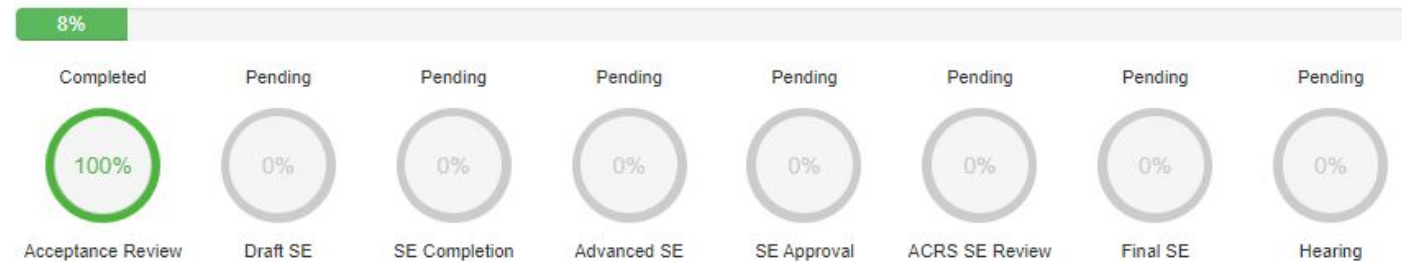 8%
Completed Pending Pending Pending Pending Pending Pending Pending
100% 0% 0% 0% 0% 0% 0% 0%
Acceptance Review Draft SE SE Completion Advanced SE SE Approval ACRS SE Review Final SE Hearing